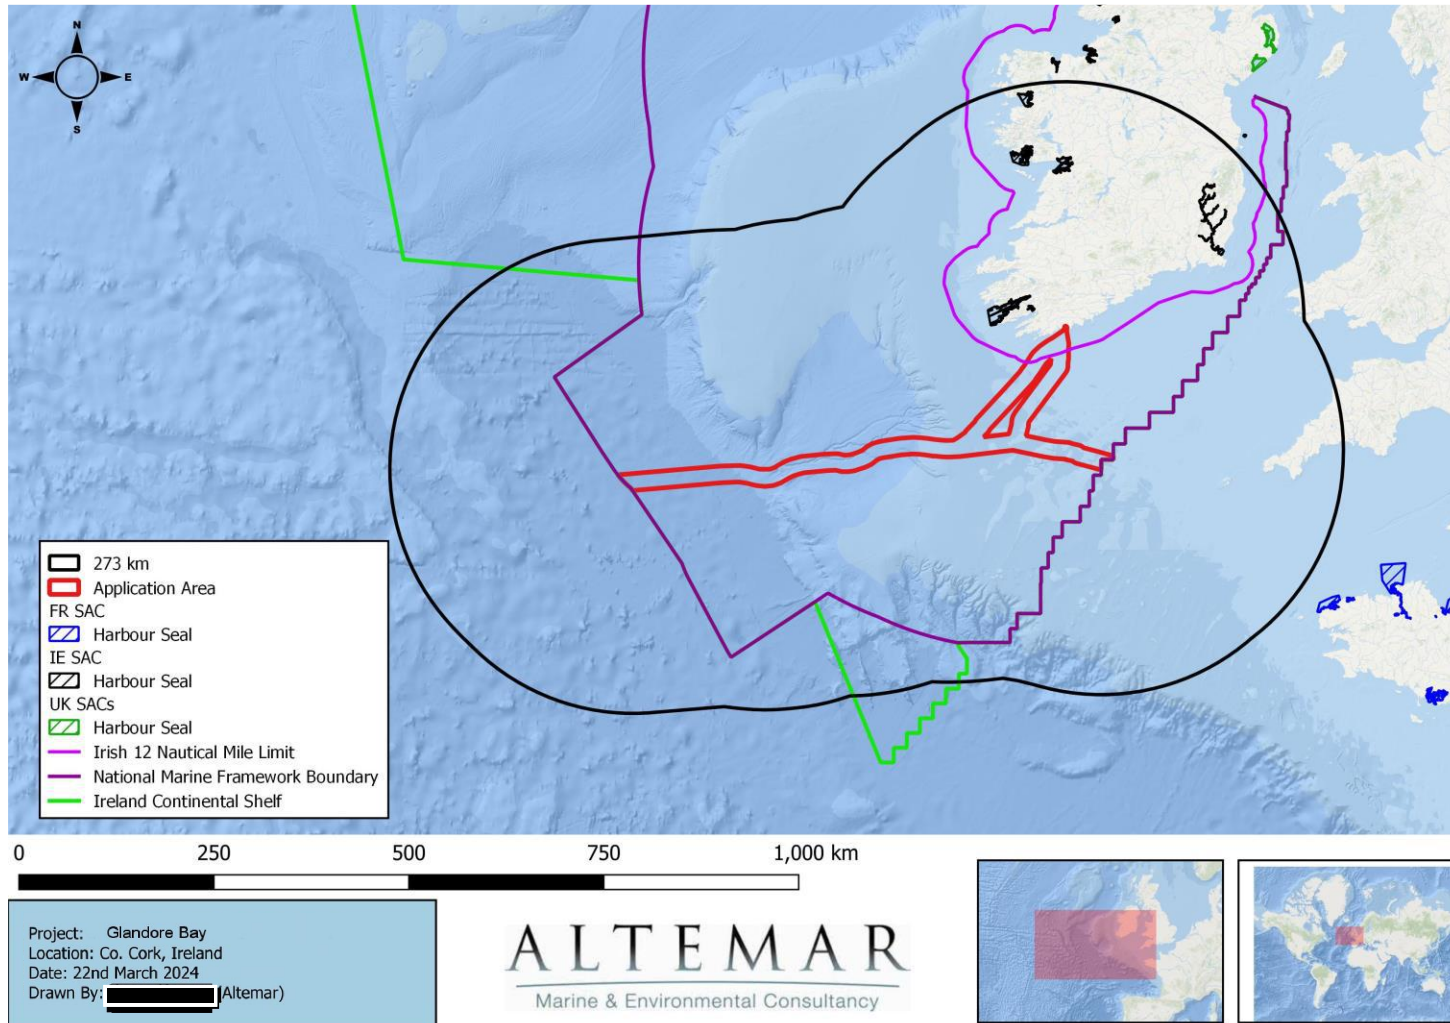 N
W E
S
273 km
Application Area
FR SAC
Harbour Seal
IE SAC
Harbour Seal
UK SACs
Harbour Seal
Irish 12 Nautical Mile Limit
National Marine Framework Boundary
Ireland Continental Shelf
0 250 500 750 1,000 km
Project: Glandore Bay
Location: Co. Cork, Ireland
Date: 22nd March 2024
Drawn By: (Altemar)
ALTEMAR
Marine & Environmental Consultancy